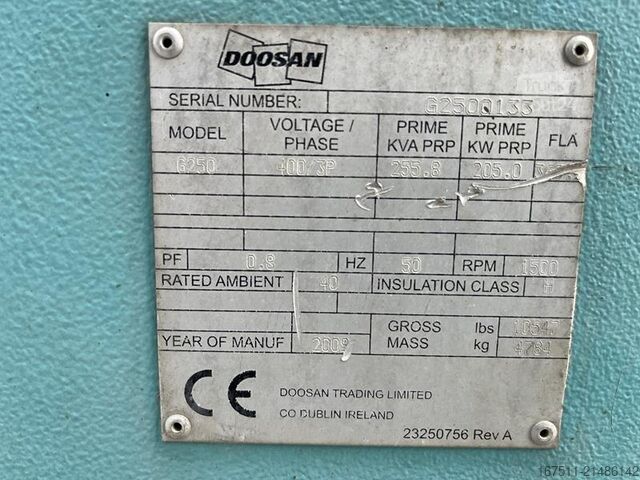 DOOSAN
SERIAL NUMBER: G2500133
MODEL VOLTAGE / PHASE PRIME KVA PRP PRIME KW PRP FLA
G250 400/3P 255.8 205.0
PF 0.8 HZ 50 RPM 1500
RATED AMBIENT 40 INSULATION CLASS H
GROSS MASS lbs 10547
YEAR OF MANUF 2009 kg 4784
CE
DOOSAN TRADING LIMITED
CO DUBLIN IRELAND
23250756 Rev A
167511-21486142